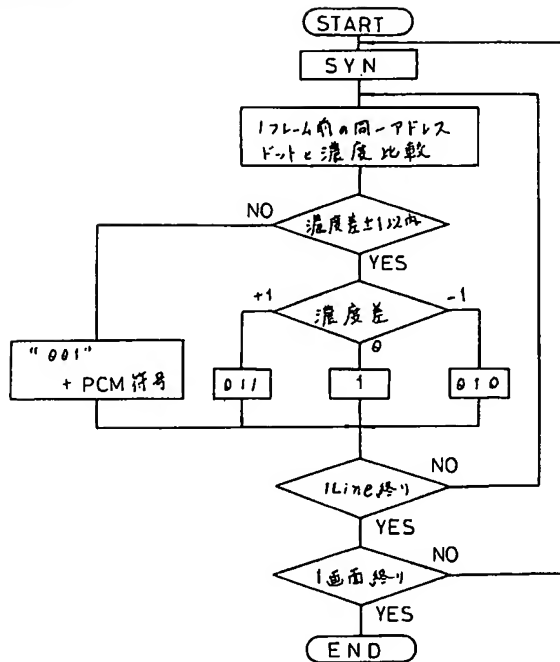 START
SYN
1フレーム前の同一アドレス
ドットと濃度比較
NO
濃度差±1以内
YES
+1
濃度差
-1
0
"001"
+ PCM 符号
011
1
010
1Line終り
NO
YES
1画面終り
NO
YES
END